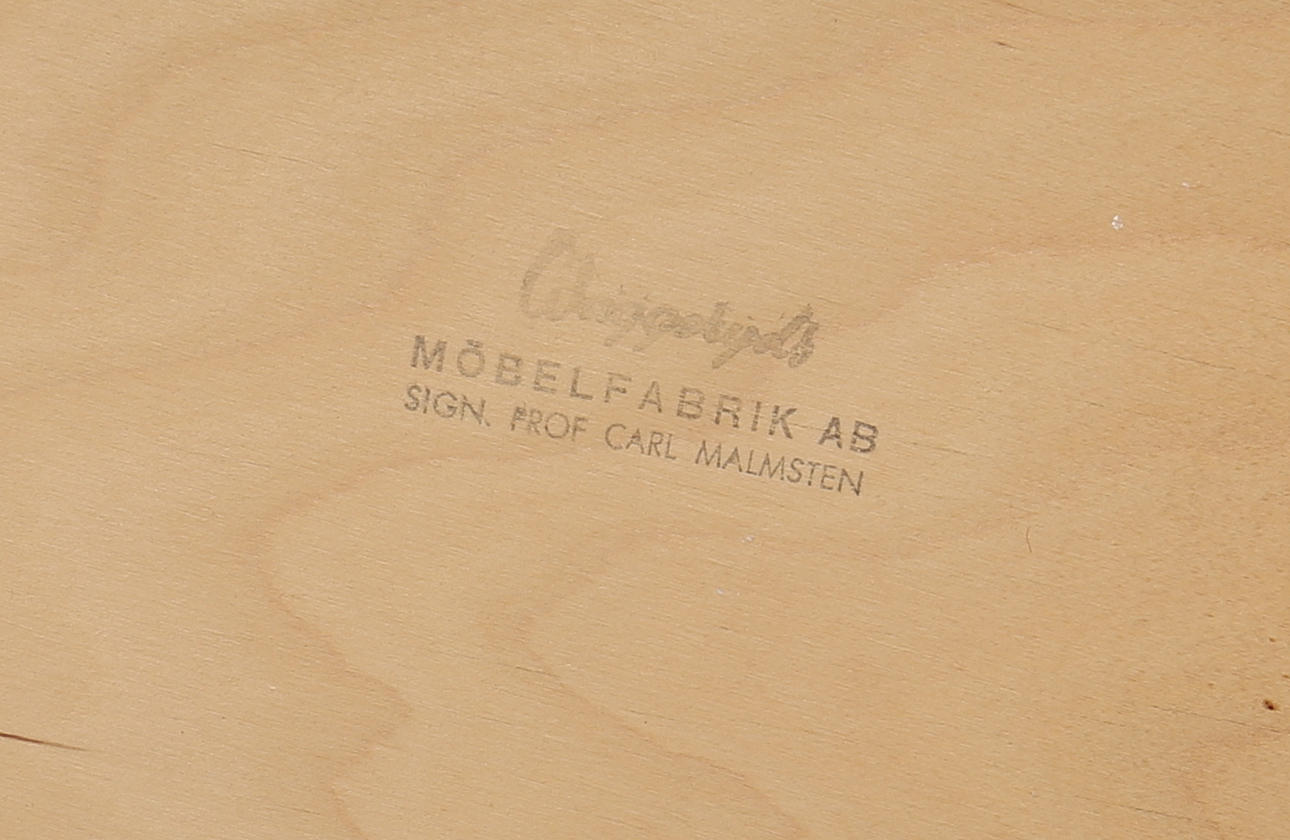 MÖBELFABRIK AB
SIGN. PROF CARL MALMSTEN